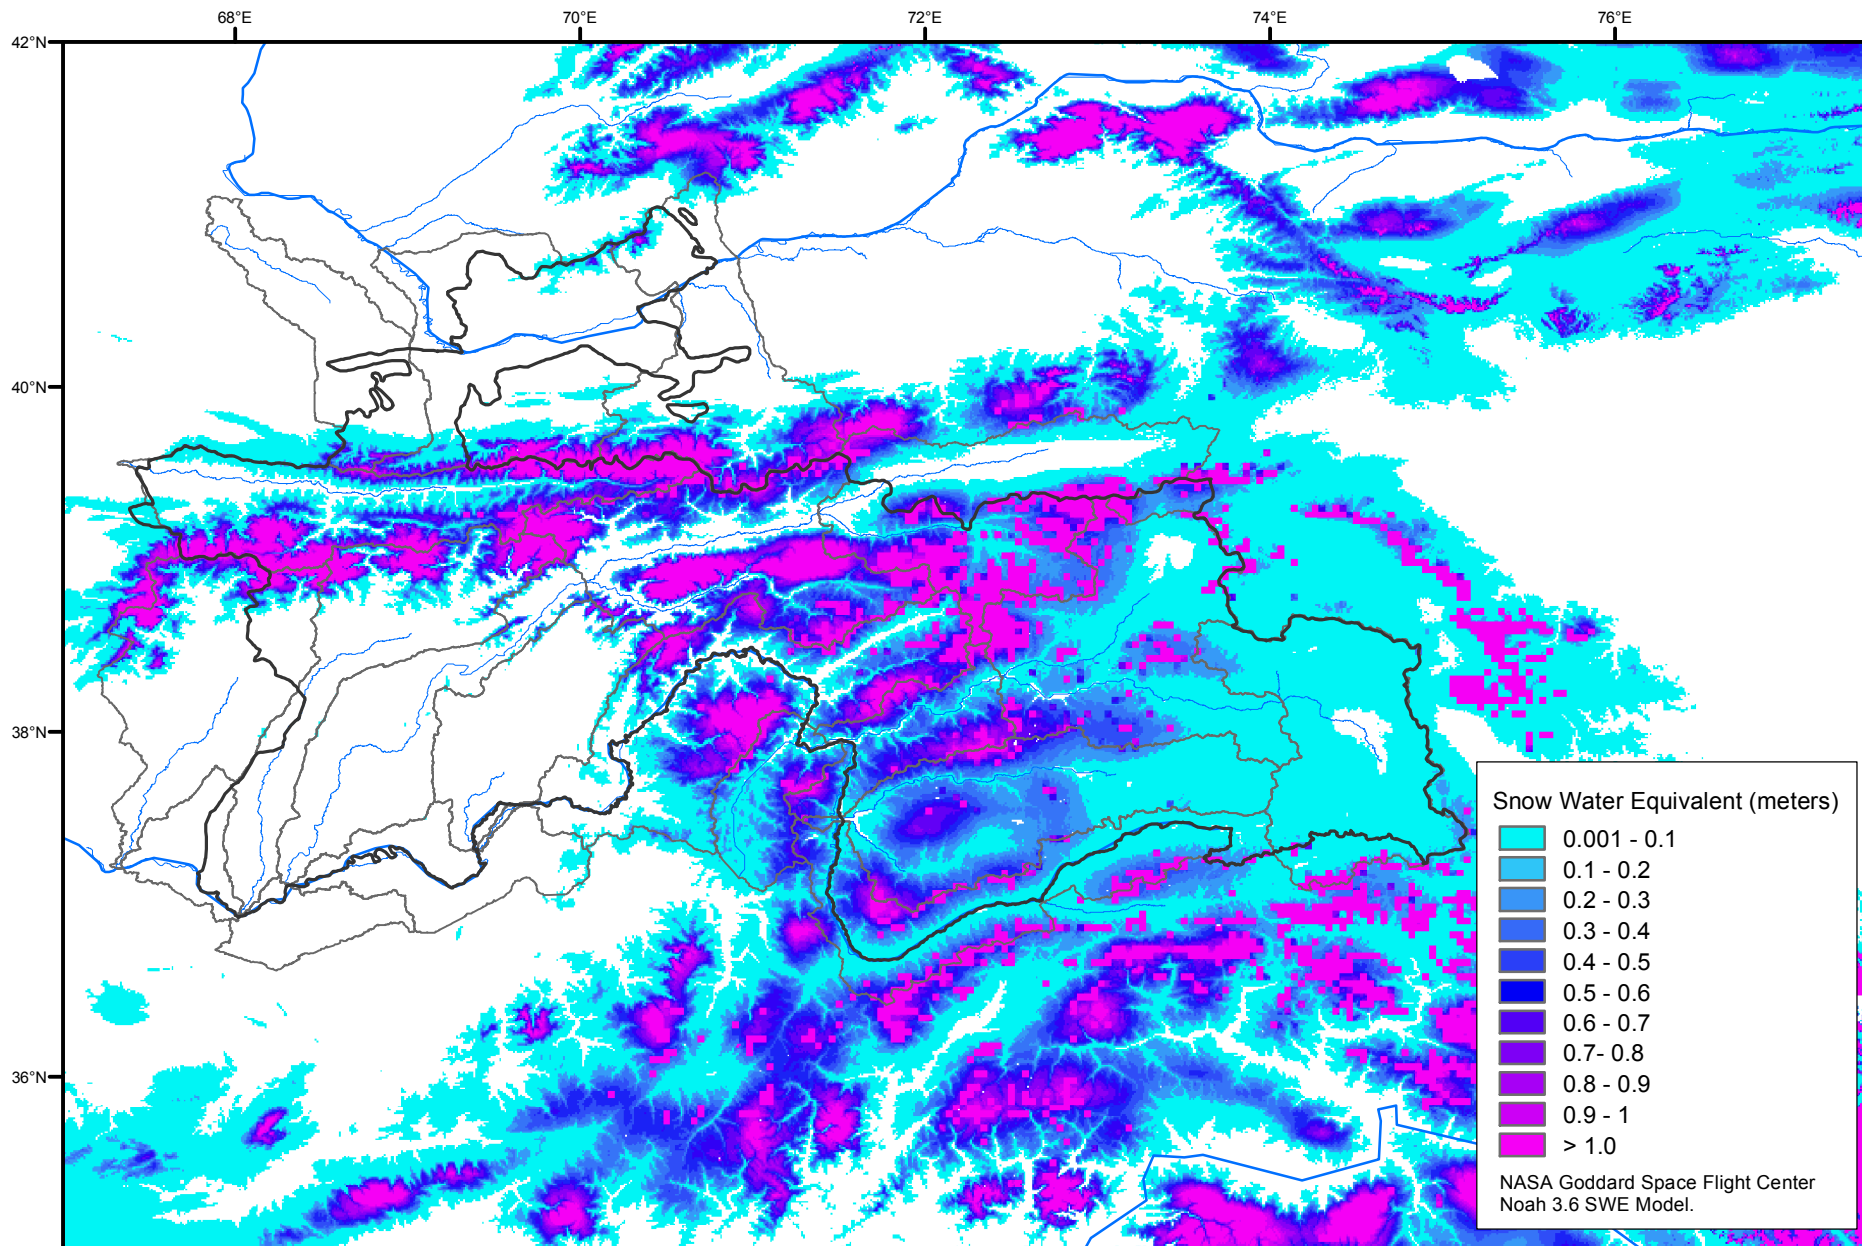 68°E 70°E 72°E 74°E 76°E
42°N
40°N
38°N
36°N
Snow Water Equivalent (meters)
0.001 - 0.1
0.1 - 0.2
0.2 - 0.3
0.3 - 0.4
0.4 - 0.5
0.5 - 0.6
0.6 - 0.7
0.7- 0.8
0.8 - 0.9
0.9 - 1
> 1.0
NASA Goddard Space Flight Center
Noah 3.6 SWE Model.